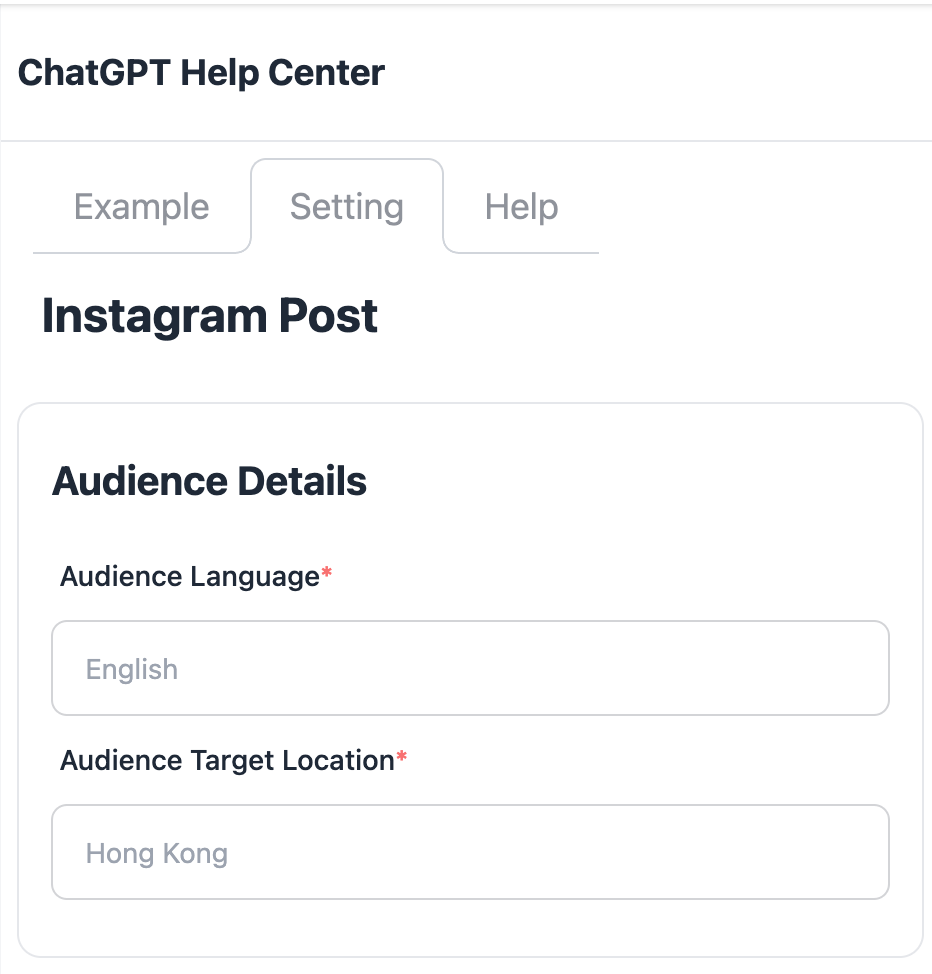 ChatGPT Help Center
Example Setting Help
Instagram Post
Audience Details
Audience Language*
English
Audience Target Location*
Hong Kong